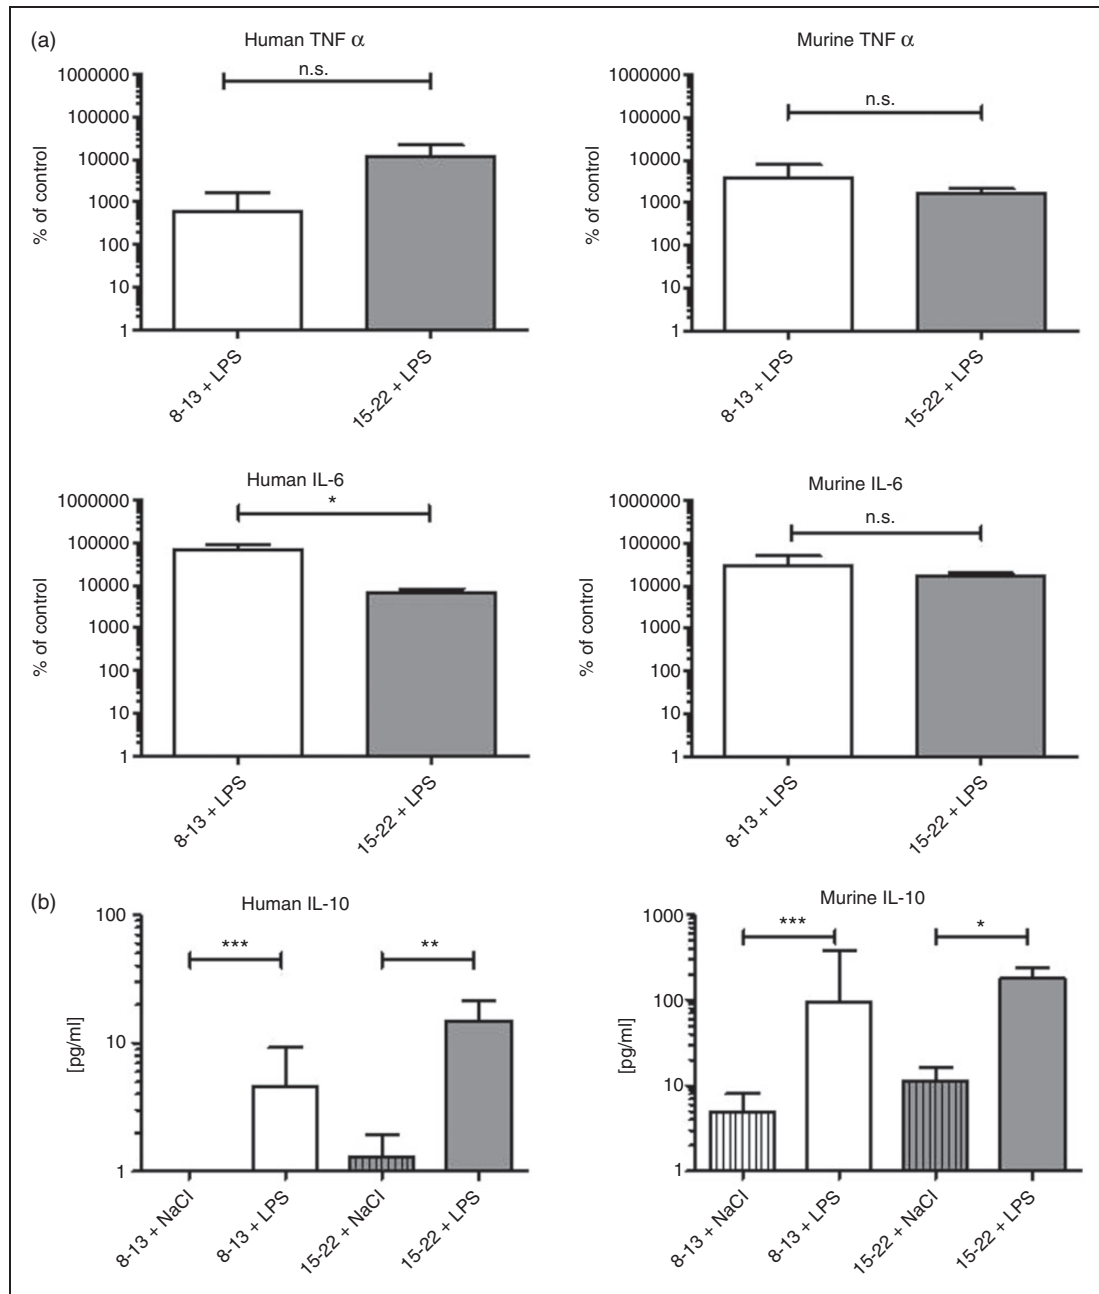 (a)
Human TNF α
n.s.
1000000
100000
10000
1000
100
10
1
% of control
8-13 + LPS
15-22 + LPS
Murine TNF α
n.s.
1000000
100000
10000
1000
100
10
1
% of control
8-13 + LPS
15-22 + LPS
Human IL-6
*
1000000
100000
10000
1000
100
10
1
% of control
8-13 + LPS
15-22 + LPS
Murine IL-6
n.s.
1000000
100000
10000
1000
100
10
1
% of control
8-13 + LPS
15-22 + LPS
(b)
Human IL-10
*** **
100
10
1
[pg/ml]
8-13 + NaCl
8-13 + LPS
15-22 + NaCl
15-22 + LPS
Murine IL-10
*** *
1000
100
10
1
[pg/ml]
8-13 + NaCl
8-13 + LPS
15-22 + NaCl
15-22 + LPS